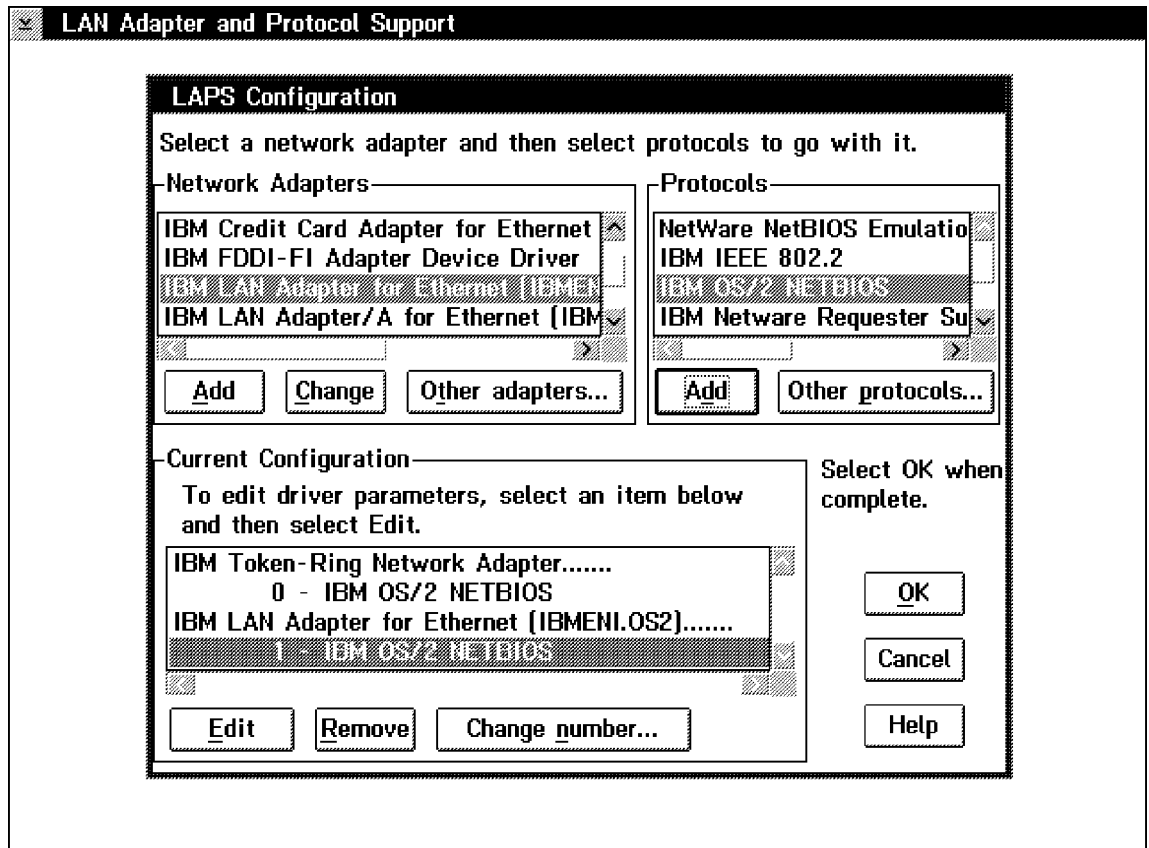 LAN Adapter and Protocol Support
LAPS Configuration
Select a network adapter and then select protocols to go with it.
Network Adapters
IBM Credit Card Adapter for Ethernet
IBM FDDI-FI Adapter Device Driver
IBM LAN Adapter for Ethernet [IBMEN
IBM LAN Adapter/A for Ethernet [IBM
Add
Change
Other adapters...
Protocols
NetWare NetBIOS Emulatio
IBM IEEE 802.2
IBM OS/2 NETBIOS
IBM Netware Requester Su
Add
Other protocols...
Current Configuration
To edit driver parameters, select an item below
and then select Edit.
IBM Token-Ring Network Adapter.......
0 - IBM OS/2 NETBIOS
IBM LAN Adapter for Ethernet [IBMENI.OS2].......
1 - IBM OS/2 NETBIOS
Edit
Remove
Change number...
Select OK when
complete.
OK
Cancel
Help